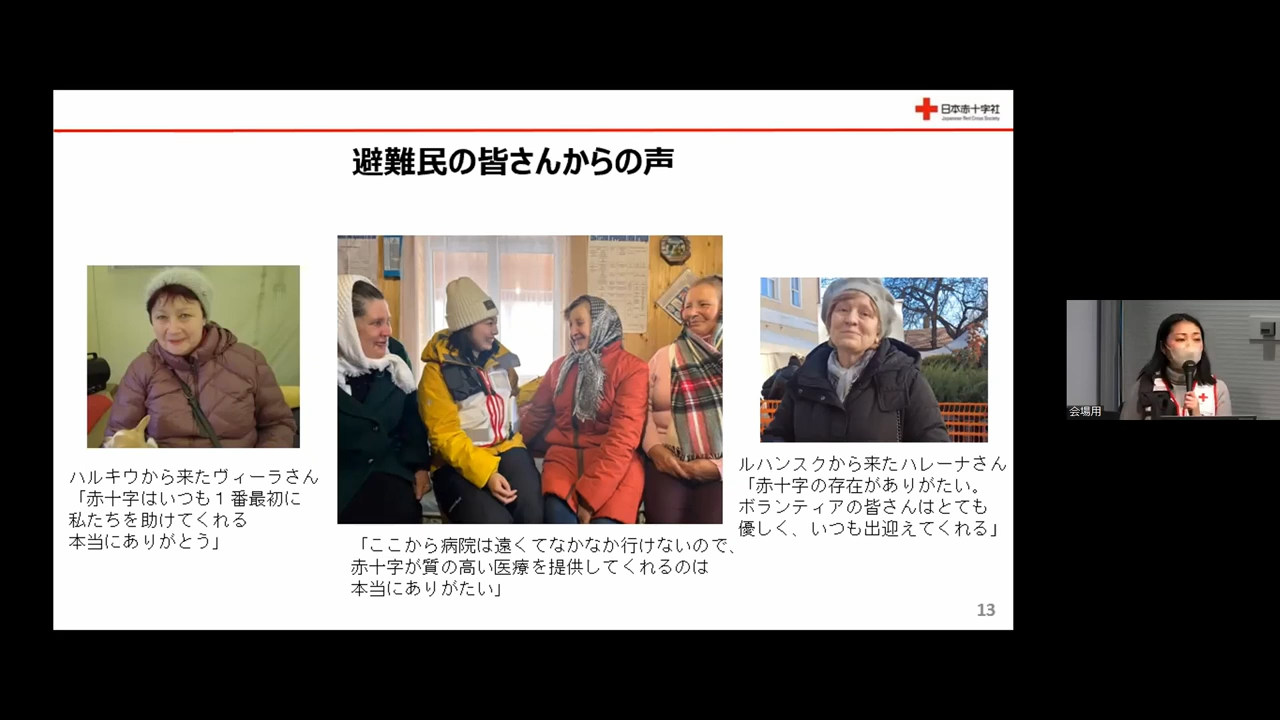 日本赤十字社
Japanese Red Cross Society
避難民の皆さんからの声
ハルキウから来たヴィーラさん
「赤十字はいつも１番最初に
私たちを助けてくれる
本当にありがとう」
「ここから病院は遠くてなかなか行けないので、
赤十字が質の高い医療を提供してくれるのは
本当にありがたい」
ルハンスクから来たハレーナさん
「赤十字の存在がありがたい。
ボランティアの皆さんはとても
優しく、いつも出迎えてくれる」
13
会場用